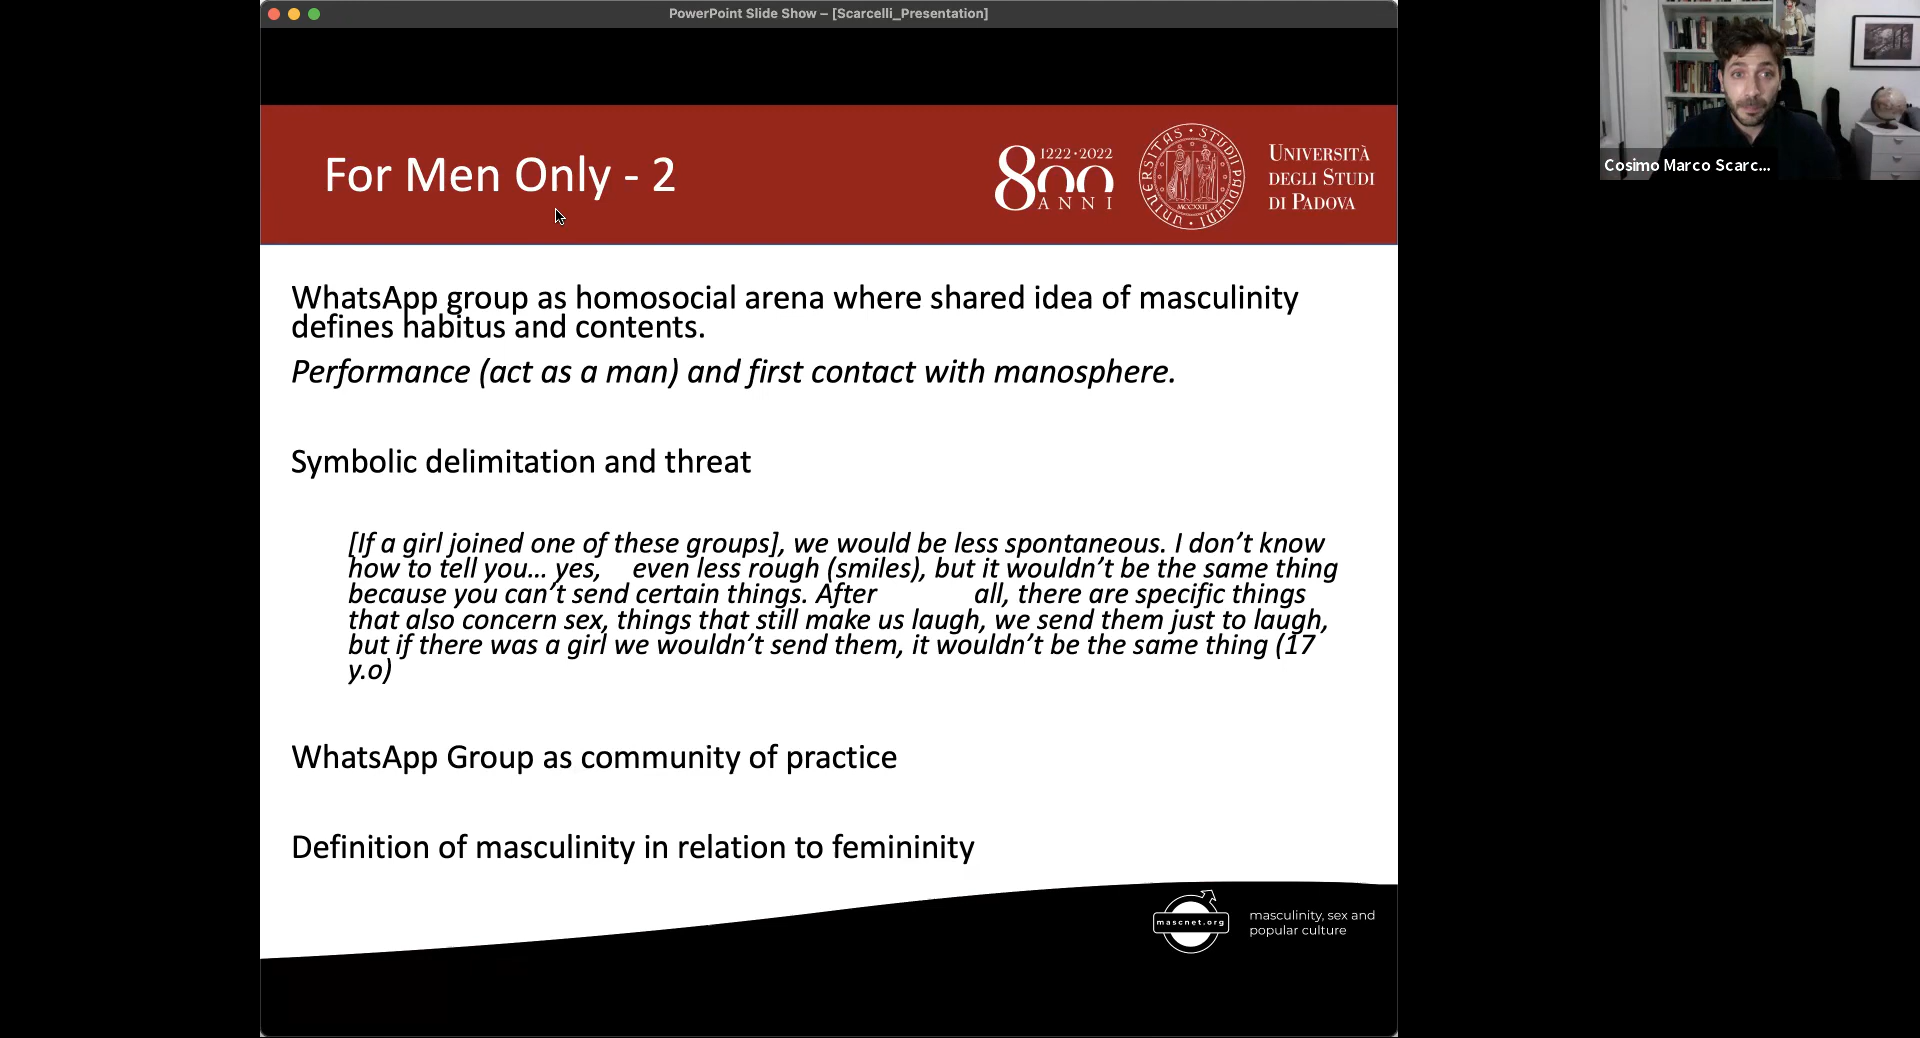 PowerPoint Slide Show – [Scarcelli_Presentation]
For Men Only - 2
1222·2022
800
ANNI
UNIVERSITAS STUDII PADUANI
MCCXXII
UNIVERSITÀ
DEGLI STUDI
DI PADOVA
Cosimo Marco Scarc...
WhatsApp group as homosocial arena where shared idea of masculinity
defines habitus and contents.
Performance (act as a man) and first contact with manosphere.
Symbolic delimitation and threat
[If a girl joined one of these groups], we would be less spontaneous. I don’t know
how to tell you… yes, even less rough (smiles), but it wouldn’t be the same thing
because you can’t send certain things. After all, there are specific things
that also concern sex, things that still make us laugh, we send them just to laugh,
but if there was a girl we wouldn’t send them, it wouldn’t be the same thing (17
y.o)
WhatsApp Group as community of practice
Definition of masculinity in relation to femininity
mascnet.org
masculinity, sex and
popular culture